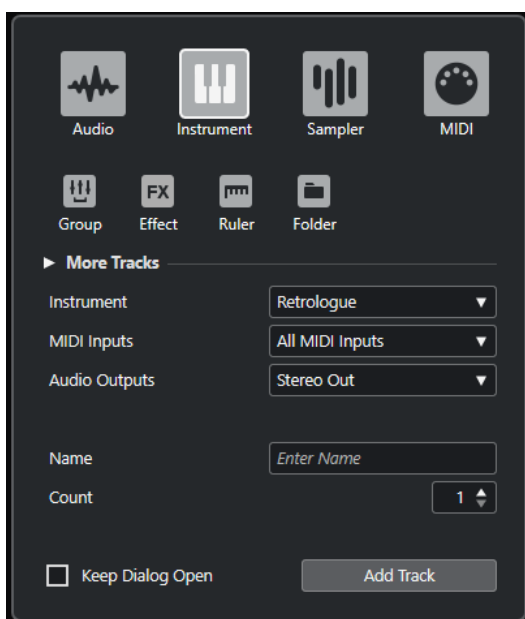 Audio Instrument Sampler MIDI
FX
Group Effect Ruler Folder
More Tracks
Instrument Retrologue
MIDI Inputs All MIDI Inputs
Audio Outputs Stereo Out
Name Enter Name
Count 1
Keep Dialog Open Add Track